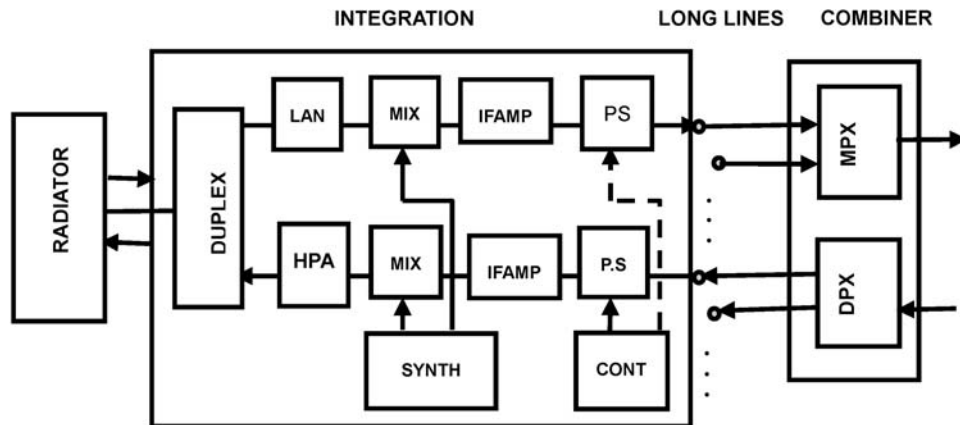 INTEGRATION
LONG LINES
COMBINER
RADIATOR
DUPLEX
LAN
MIX
IFAMP
PS
HPA
MIX
IFAMP
P.S
SYNTH
CONT
MPX
DPX